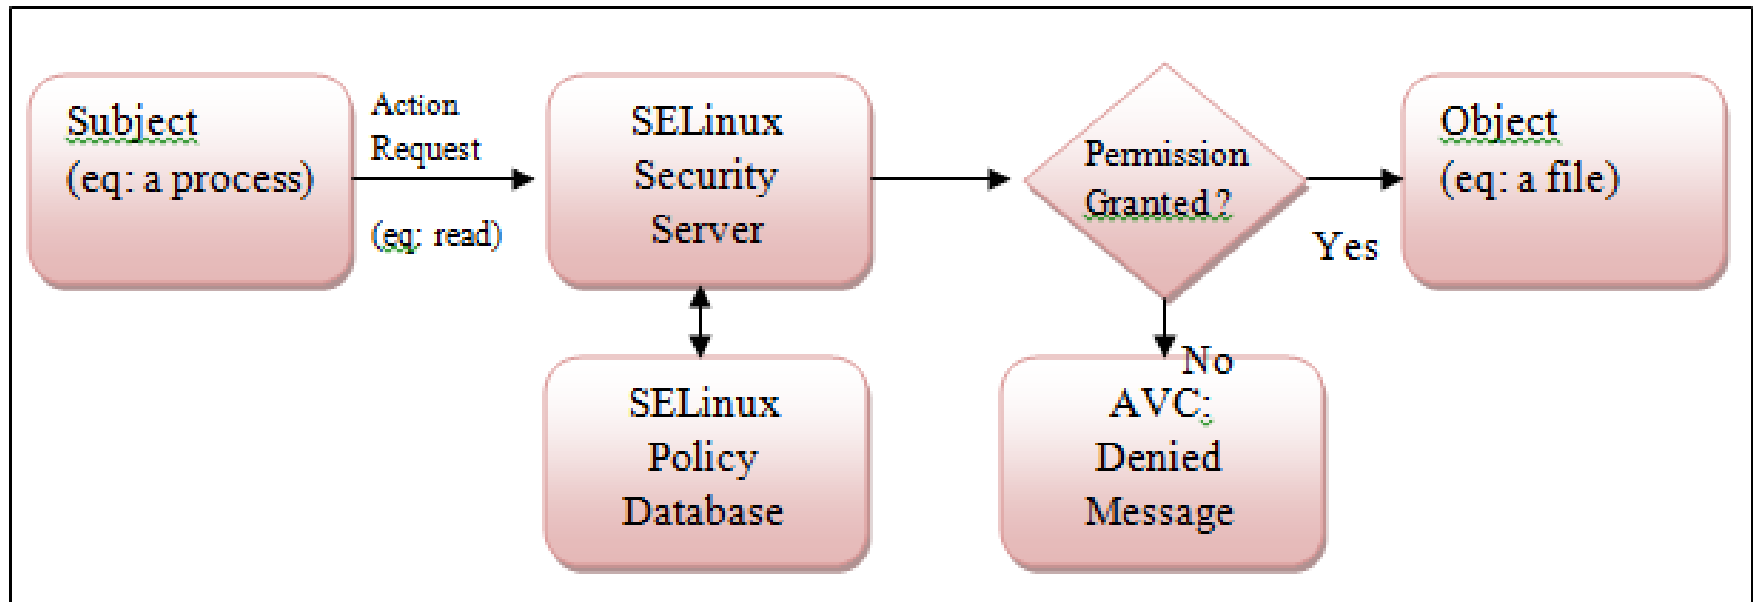 Subject
(eq: a process)
Action
Request
(eq: read)
SELinux
Security
Server
Permission
Granted ?
Yes
Object
(eq: a file)
SELinux
Policy
Database
No
AVC:
Denied
Message